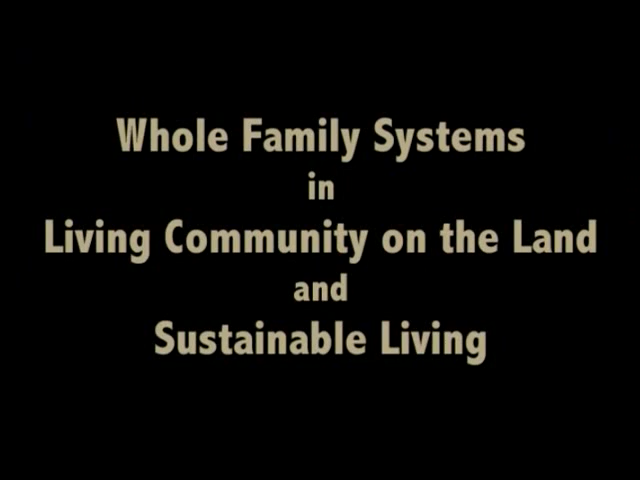 Whole Family Systems
in
Living Community on the Land
and
Sustainable Living